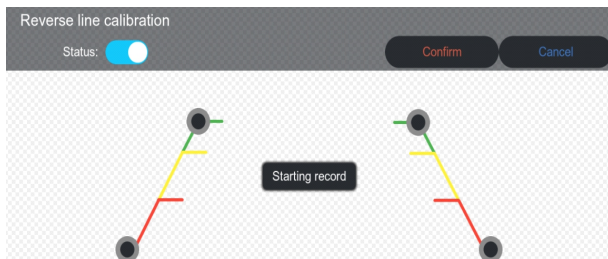 Reverse line calibration
Status:
Confirm
Cancel
Starting record